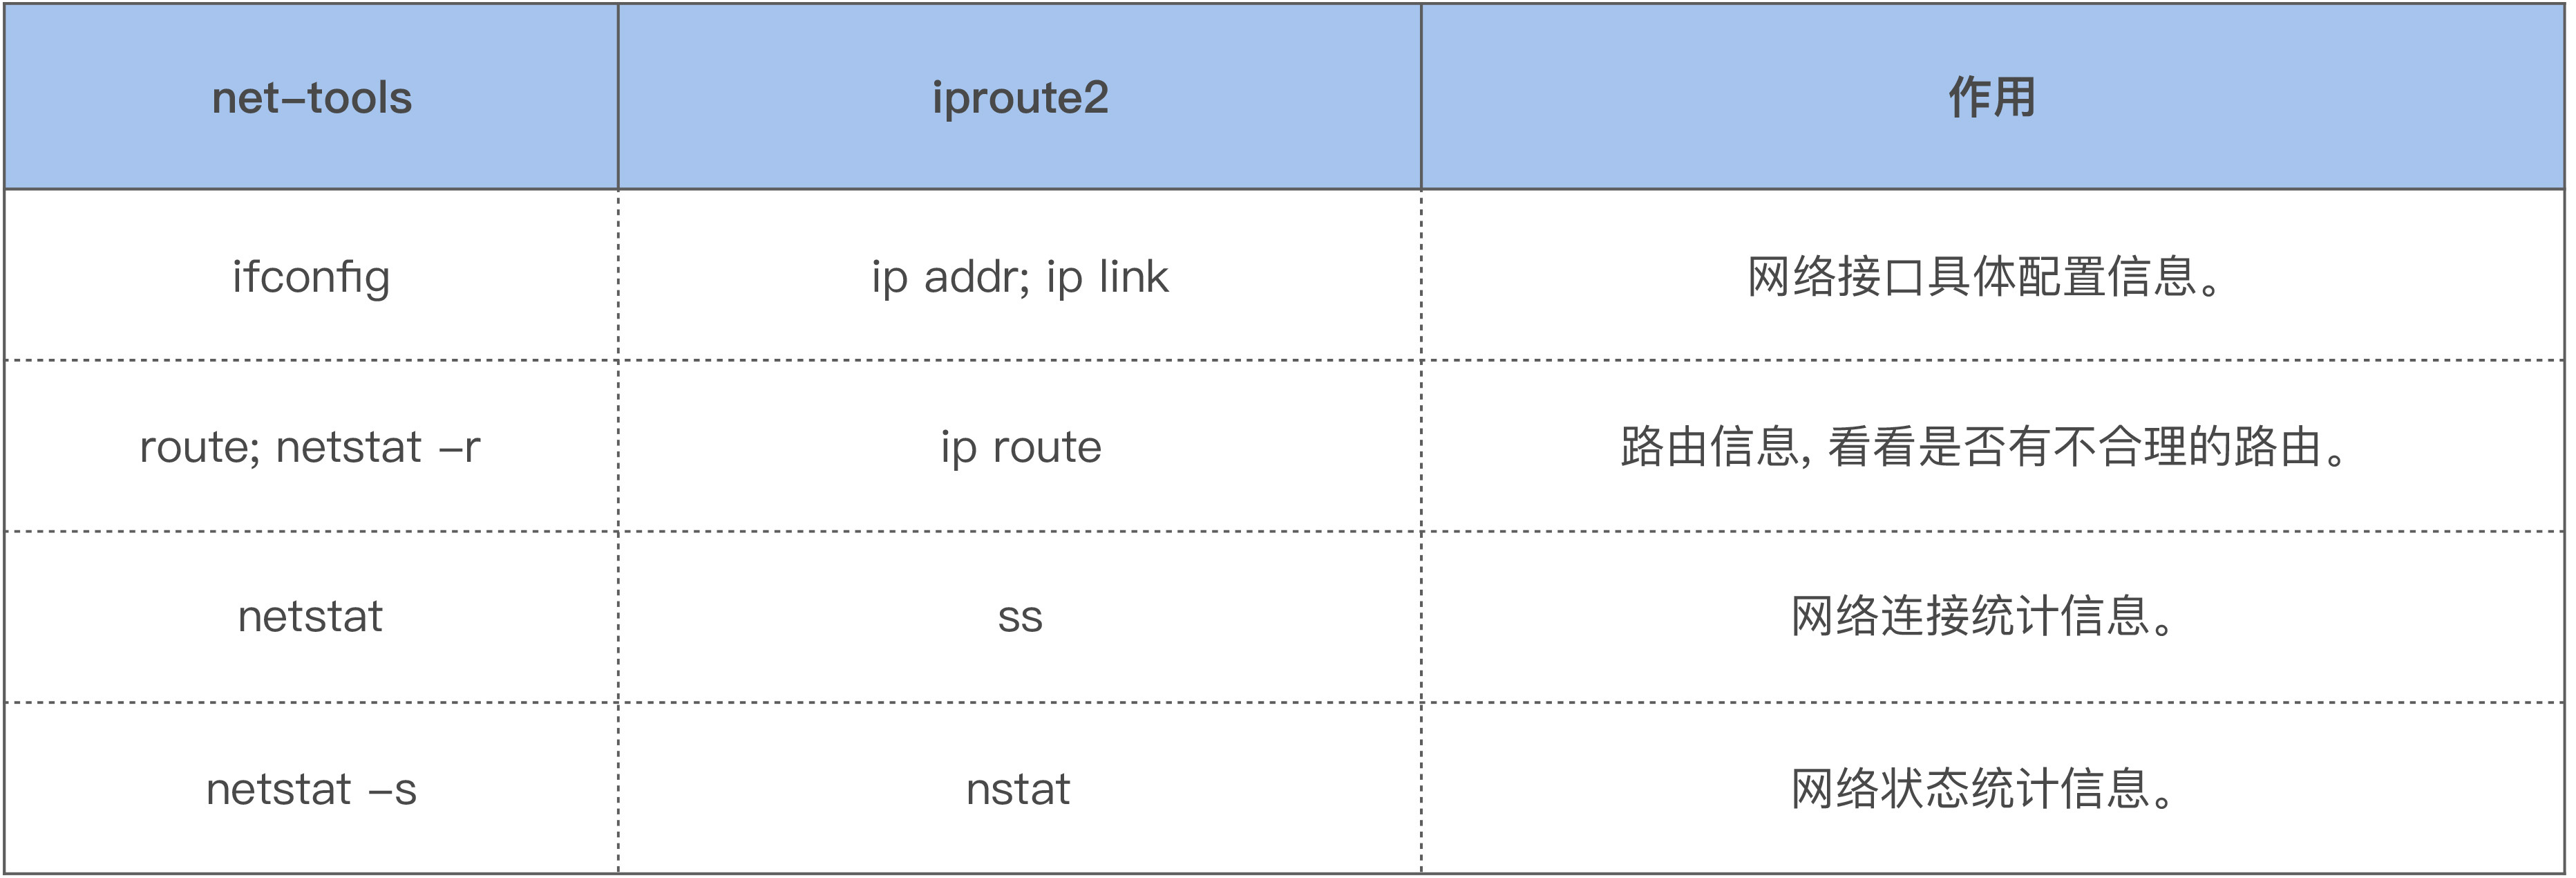 net-tools iproute2 作用
ifconfig ip addr; ip link 网络接口具体配置信息。
route; netstat –r ip route 路由信息, 看看是否有不合理的路由。
netstat ss 网络连接统计信息。
netstat –s nstat 网络状态统计信息。